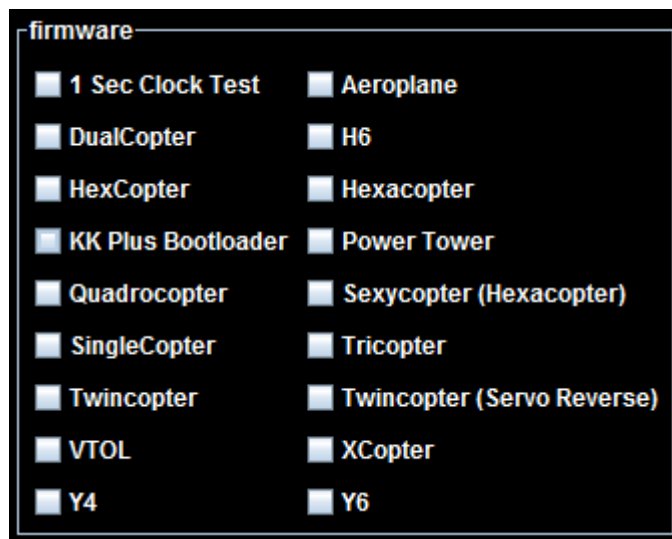 firmware
1 Sec Clock Test Aeroplane
DualCopter H6
HexCopter Hexacopter
KK Plus Bootloader Power Tower
Quadrocopter Sexycopter (Hexacopter)
SingleCopter Tricopter
Twincopter Twincopter (Servo Reverse)
VTOL XCopter
Y4 Y6